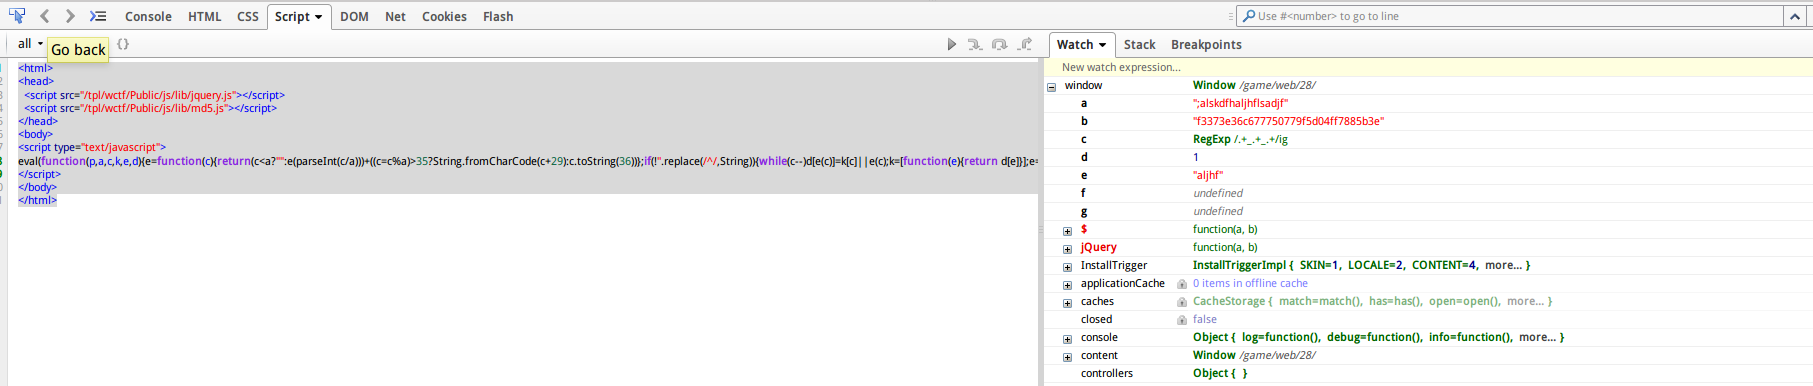 Console HTML CSS Script DOM Net Cookies Flash
Use #<number> to go to line
all {}
Go back
Watch Stack Breakpoints
<html>
<head>
<script src="/tpl/wctf/Public/js/lib/jquery.js"></script>
<script src="/tpl/wctf/Public/js/lib/md5.js"></script>
</head>
<body>
<script type="text/javascript">
eval(function(p,a,c,k,e,d){e=function(c){return(c<a?"":e(parseInt(c/a)))+((c=c%a)>35?String.fromCharCode(c+29):c.toString(36))};if(!''.replace(/^/,String)){while(c--)d[e(c)]=k[c]||e(c);k=[function(e){return d[e]}];e=
</script>
</body>
</html>
New watch expression...
window Window /game/web/28/
a ";alskdfhaljhflsadjf"
b "f3373e36c677750779f5d04ff7885b3e"
c RegExp /.+_.+_.+/ig
d 1
e "aljhf"
f undefined
g undefined
$ function(a, b)
jQuery function(a, b)
InstallTrigger InstallTriggerImpl { SKIN=1, LOCALE=2, CONTENT=4, more... }
applicationCache 0 items in offline cache
caches CacheStorage { match=match(), has=has(), open=open(), more... }
closed false
console Object { log=function(), debug=function(), info=function(), more... }
content Window /game/web/28/
controllers Object { }